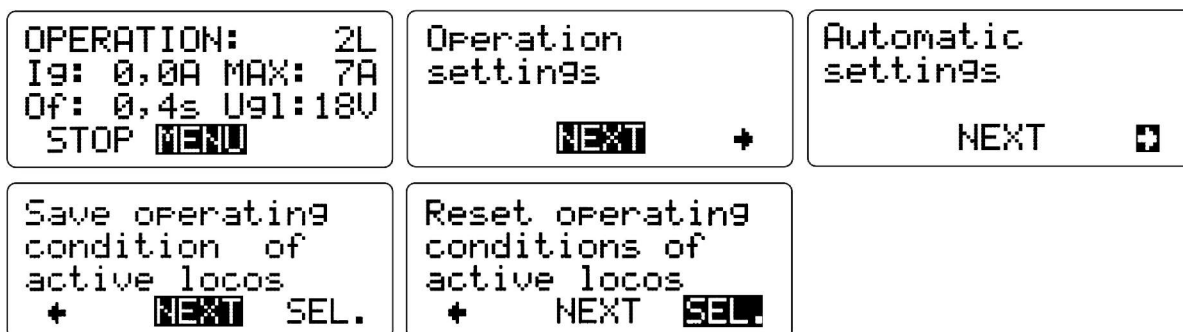 OPERATION: 2L
Ig: 0,0A MAX: 7A
Of: 0,4s Ugl:18V
STOP MENU
Operation
settings
NEXT →
Automatic
settings
NEXT →
Save operating
condition of
active locos
← NEXT SEL.
Reset operating
conditions of
active locos
← NEXT SEL.